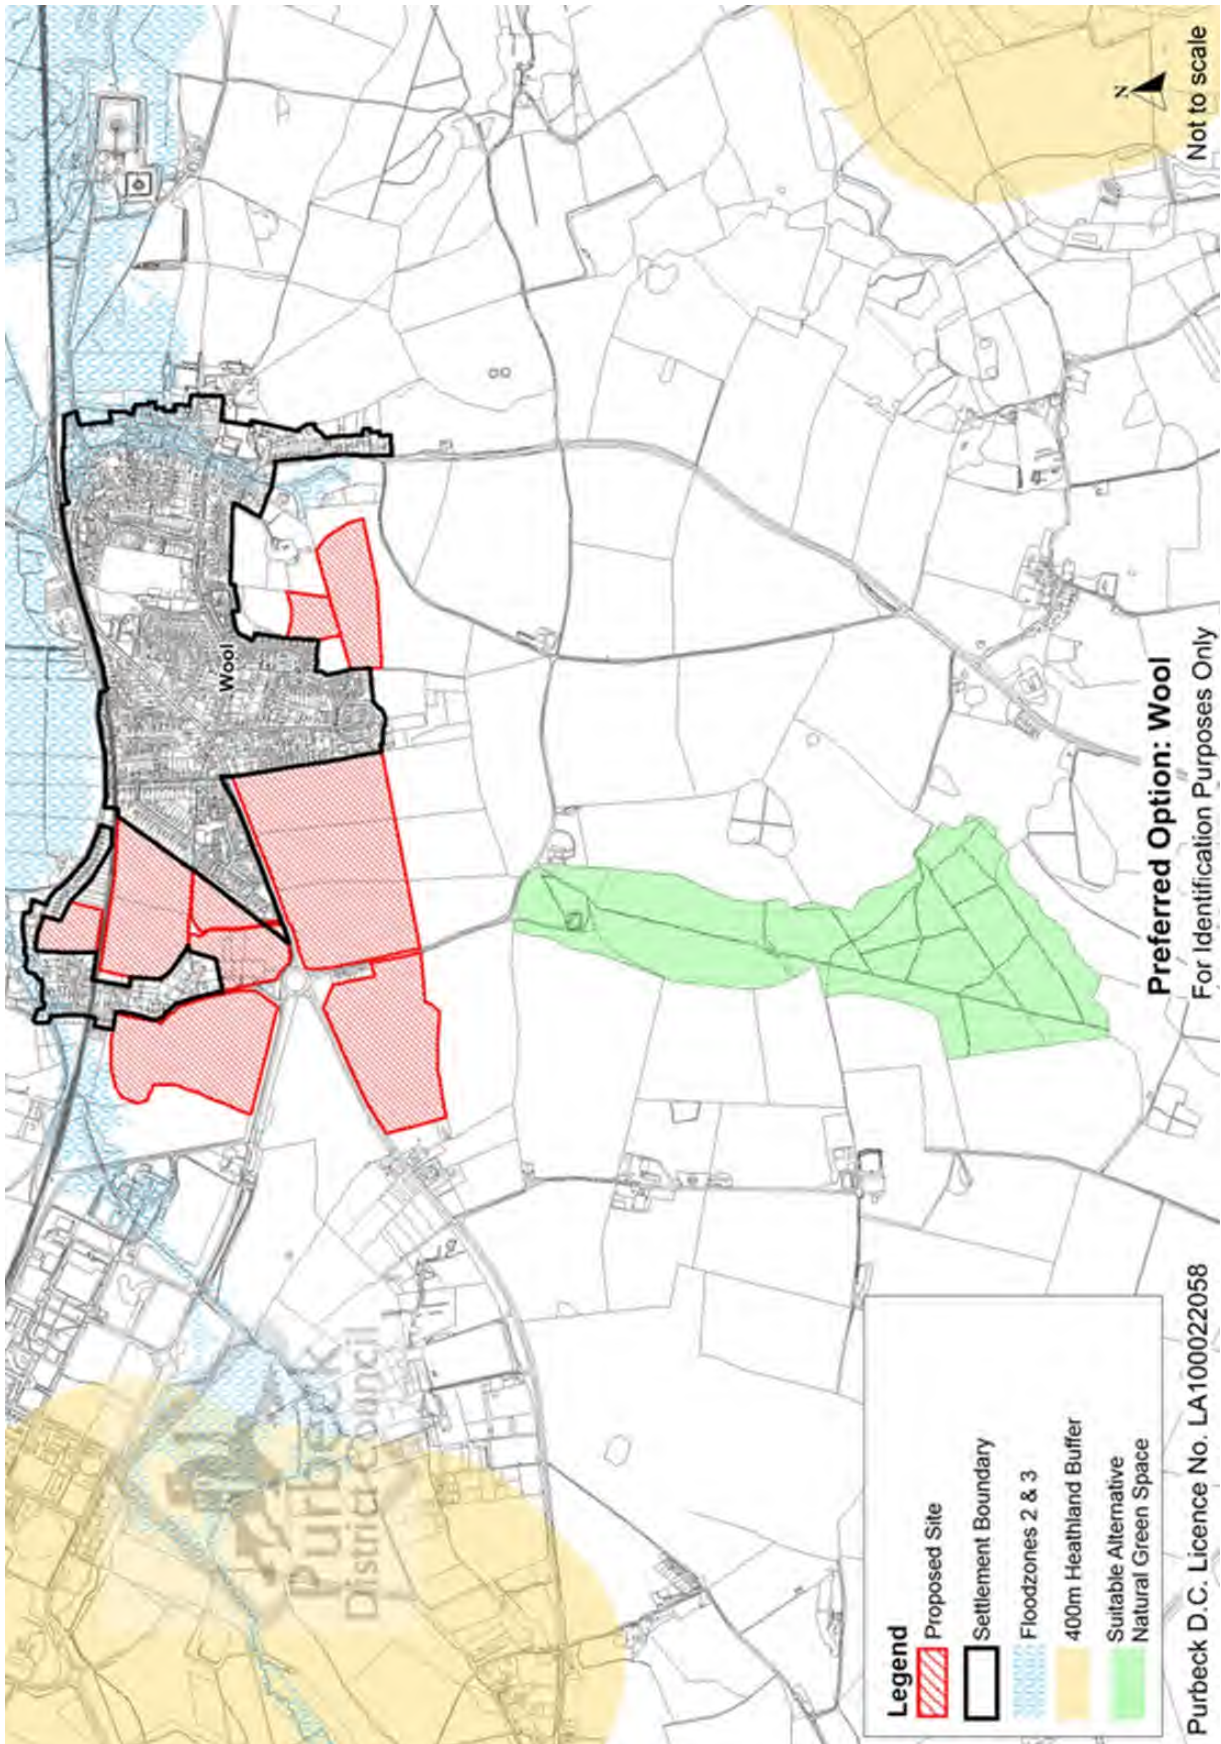 Wool
Purbeck
District Council
N
Not to scale
Preferred Option: Wool
For Identification Purposes Only
Legend
Proposed Site
Settlement Boundary
Floodzones 2 & 3
400m Heathland Buffer
Suitable Alternative
Natural Green Space
Purbeck D.C. Licence No. LA100022058